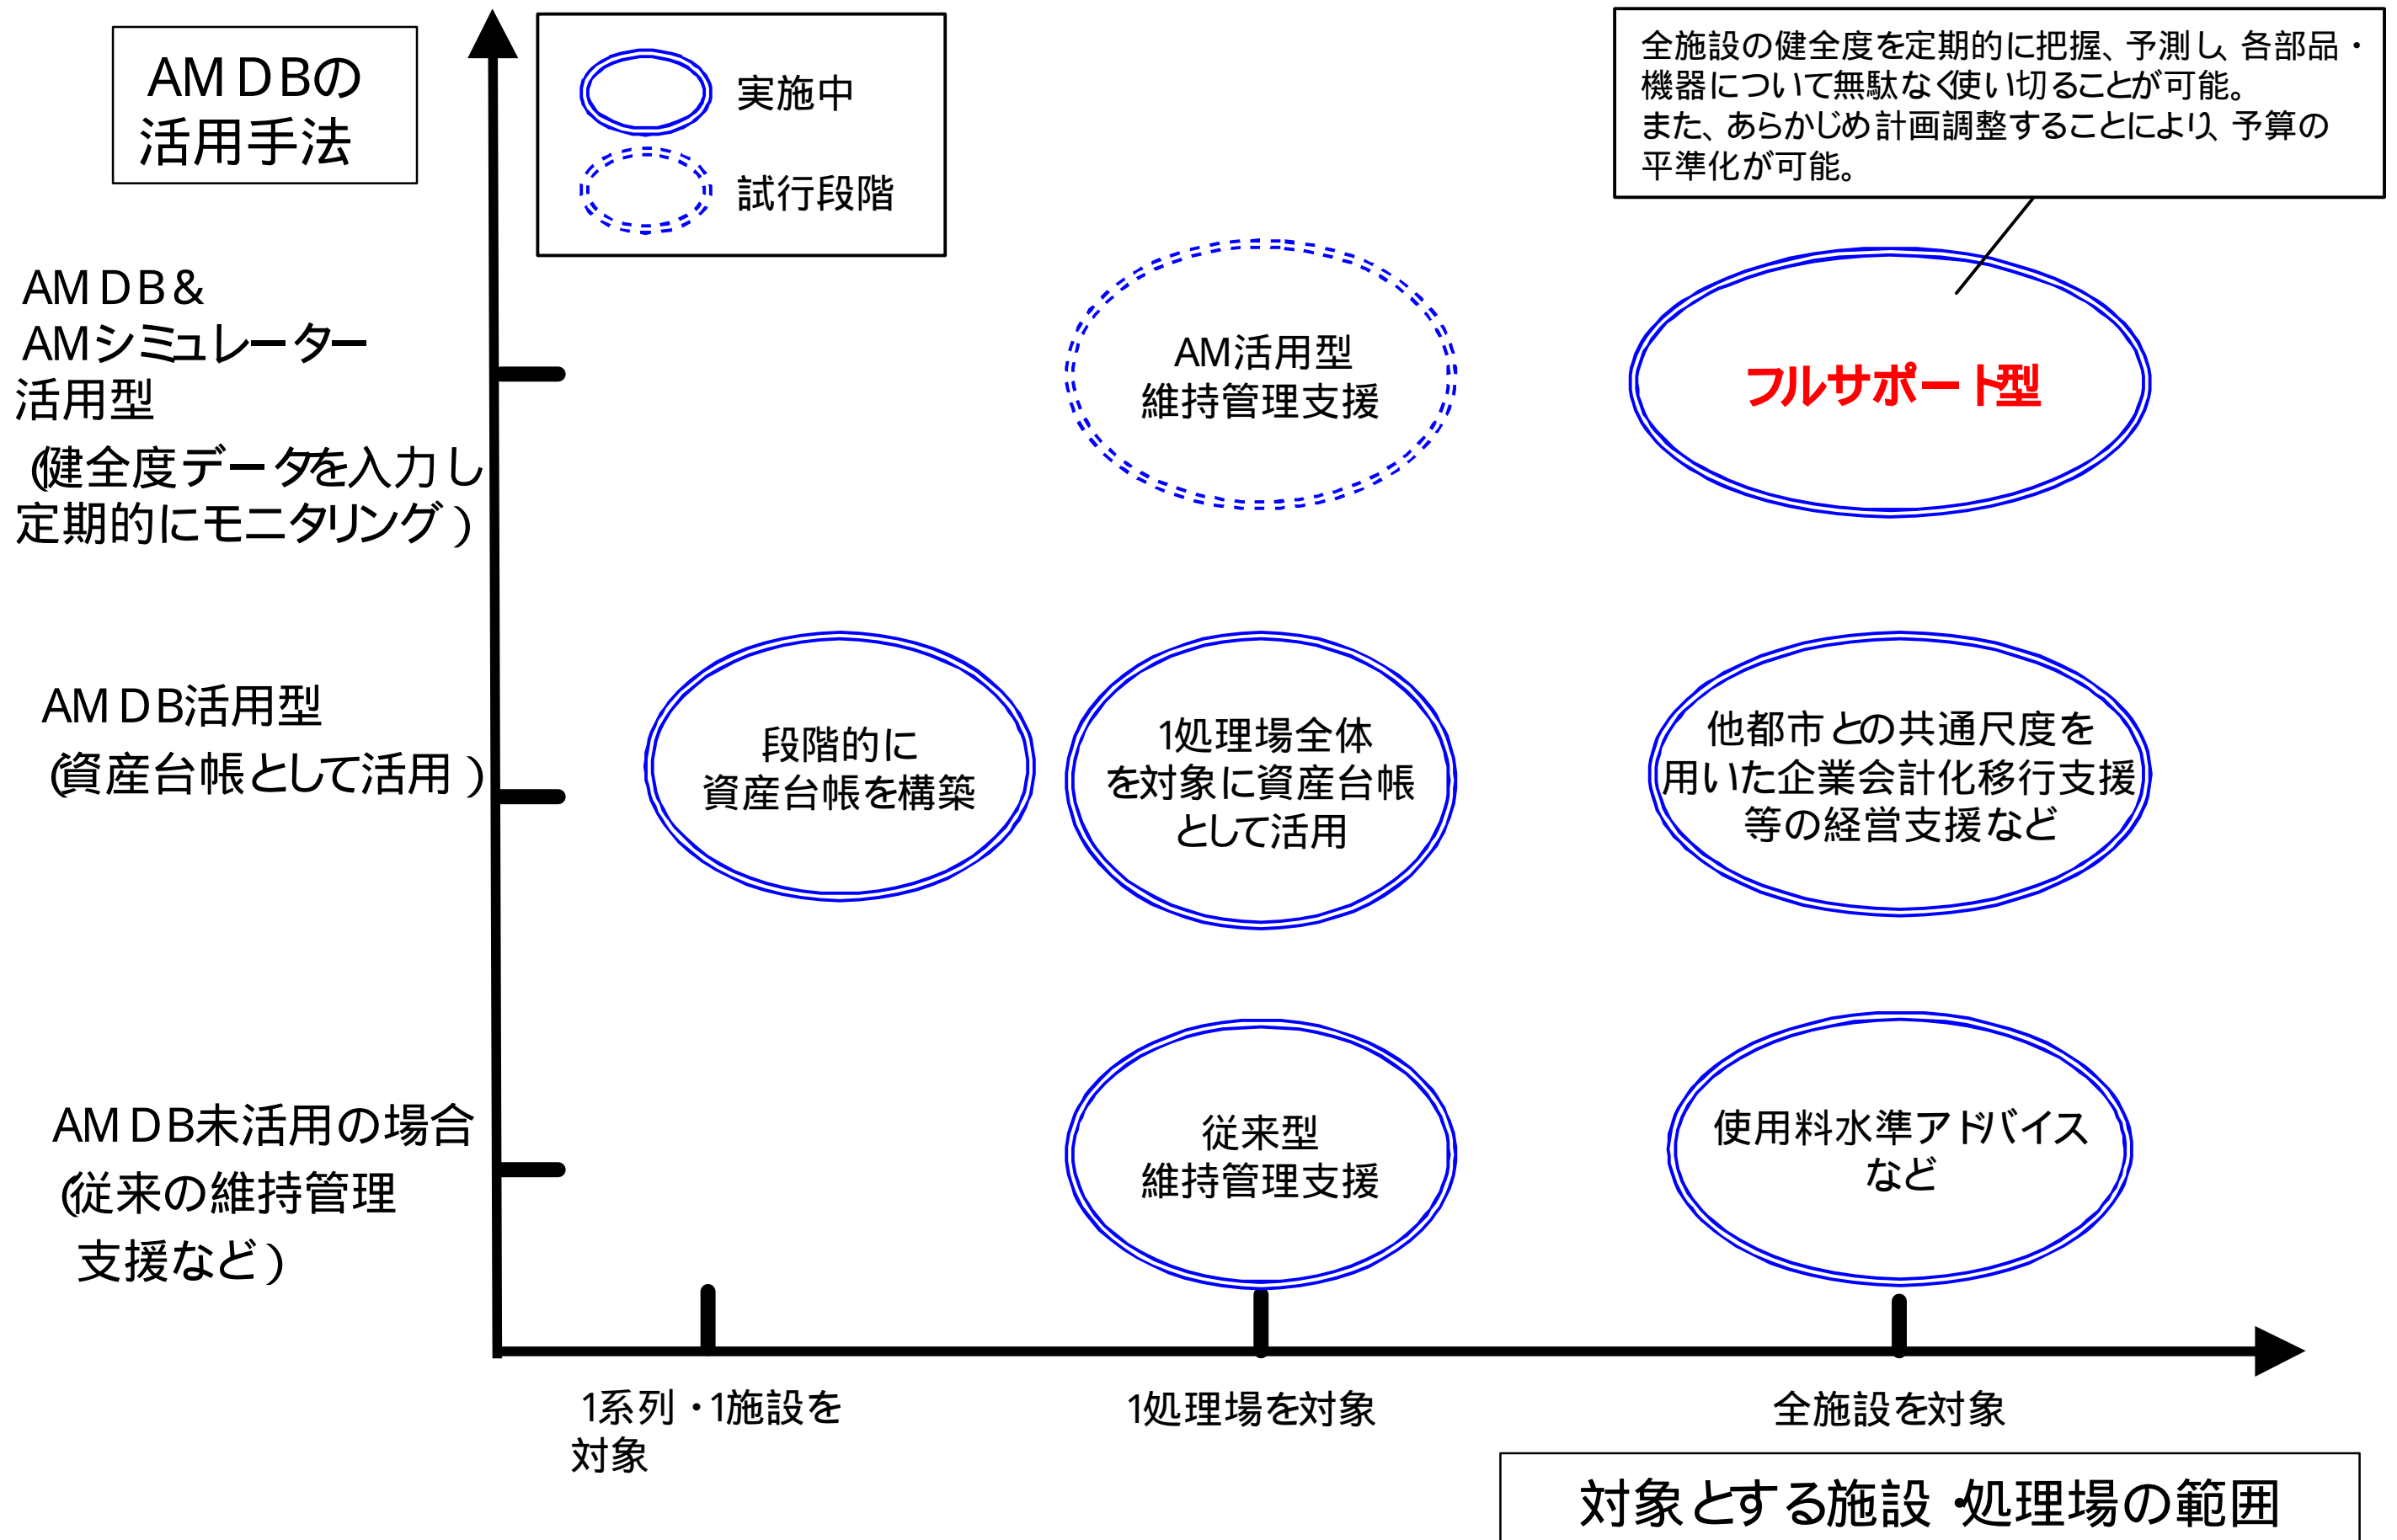 AMDBの
活用手法
実施中
試行段階
全施設の健全度を定期的に把握、予測し、各部品・
機器について無駄なく使い切ることが可能。
また、あらかじめ計画調整することにより、予算の
平準化が可能。
AMDB&
AMシミュレーター
活用型
(健全度データを入力し
定期的にモニタリング)
AM活用型
維持管理支援
フルサポート型
AMDB活用型
(資産台帳として活用)
段階的に
資産台帳を構築
1処理場全体
を対象に資産台帳
として活用
他都市との共通尺度を
用いた企業会計化移行支援
等の経営支援など
AMDB未活用の場合
(従来の維持管理
支援など)
従来型
維持管理支援
使用料水準アドバイス
など
1系列・1施設を
対象
1処理場を対象
全施設を対象
対象とする施設・処理場の範囲